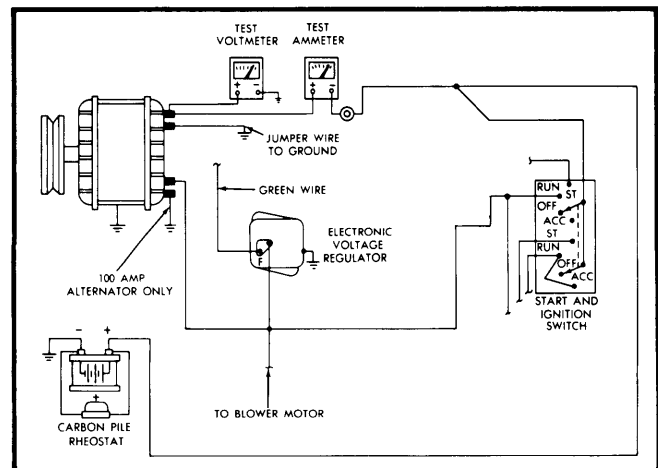 TEST
VOLTMETER
TEST
AMMETER
+ −
+ −
JUMPER WIRE
TO GROUND
GREEN WIRE
RUN
ST
OFF
ACC
ST
RUN
OFF
ACC
START AND
IGNITION
SWITCH
ELECTRONIC
VOLTAGE
REGULATOR
F
100 AMP
ALTERNATOR ONLY
− +
+
CARBON PILE
RHEOSTAT
TO BLOWER MOTOR